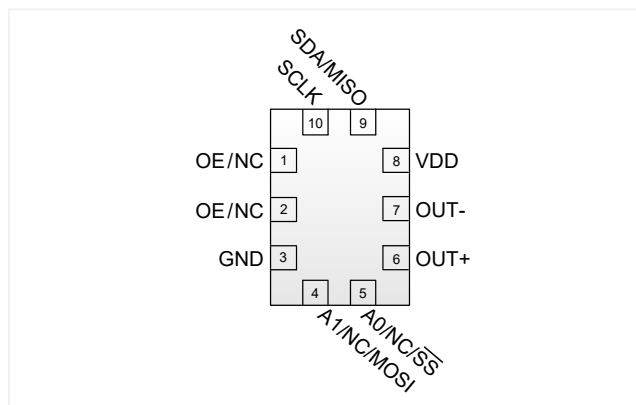 SDA/MISO
SCLK
10
9
OE/NC
1
8
VDD
OE/NC
2
7
OUT-
GND
3
6
OUT+
4
5
A1/NC/MOSI
A0/NC/S̅S̅